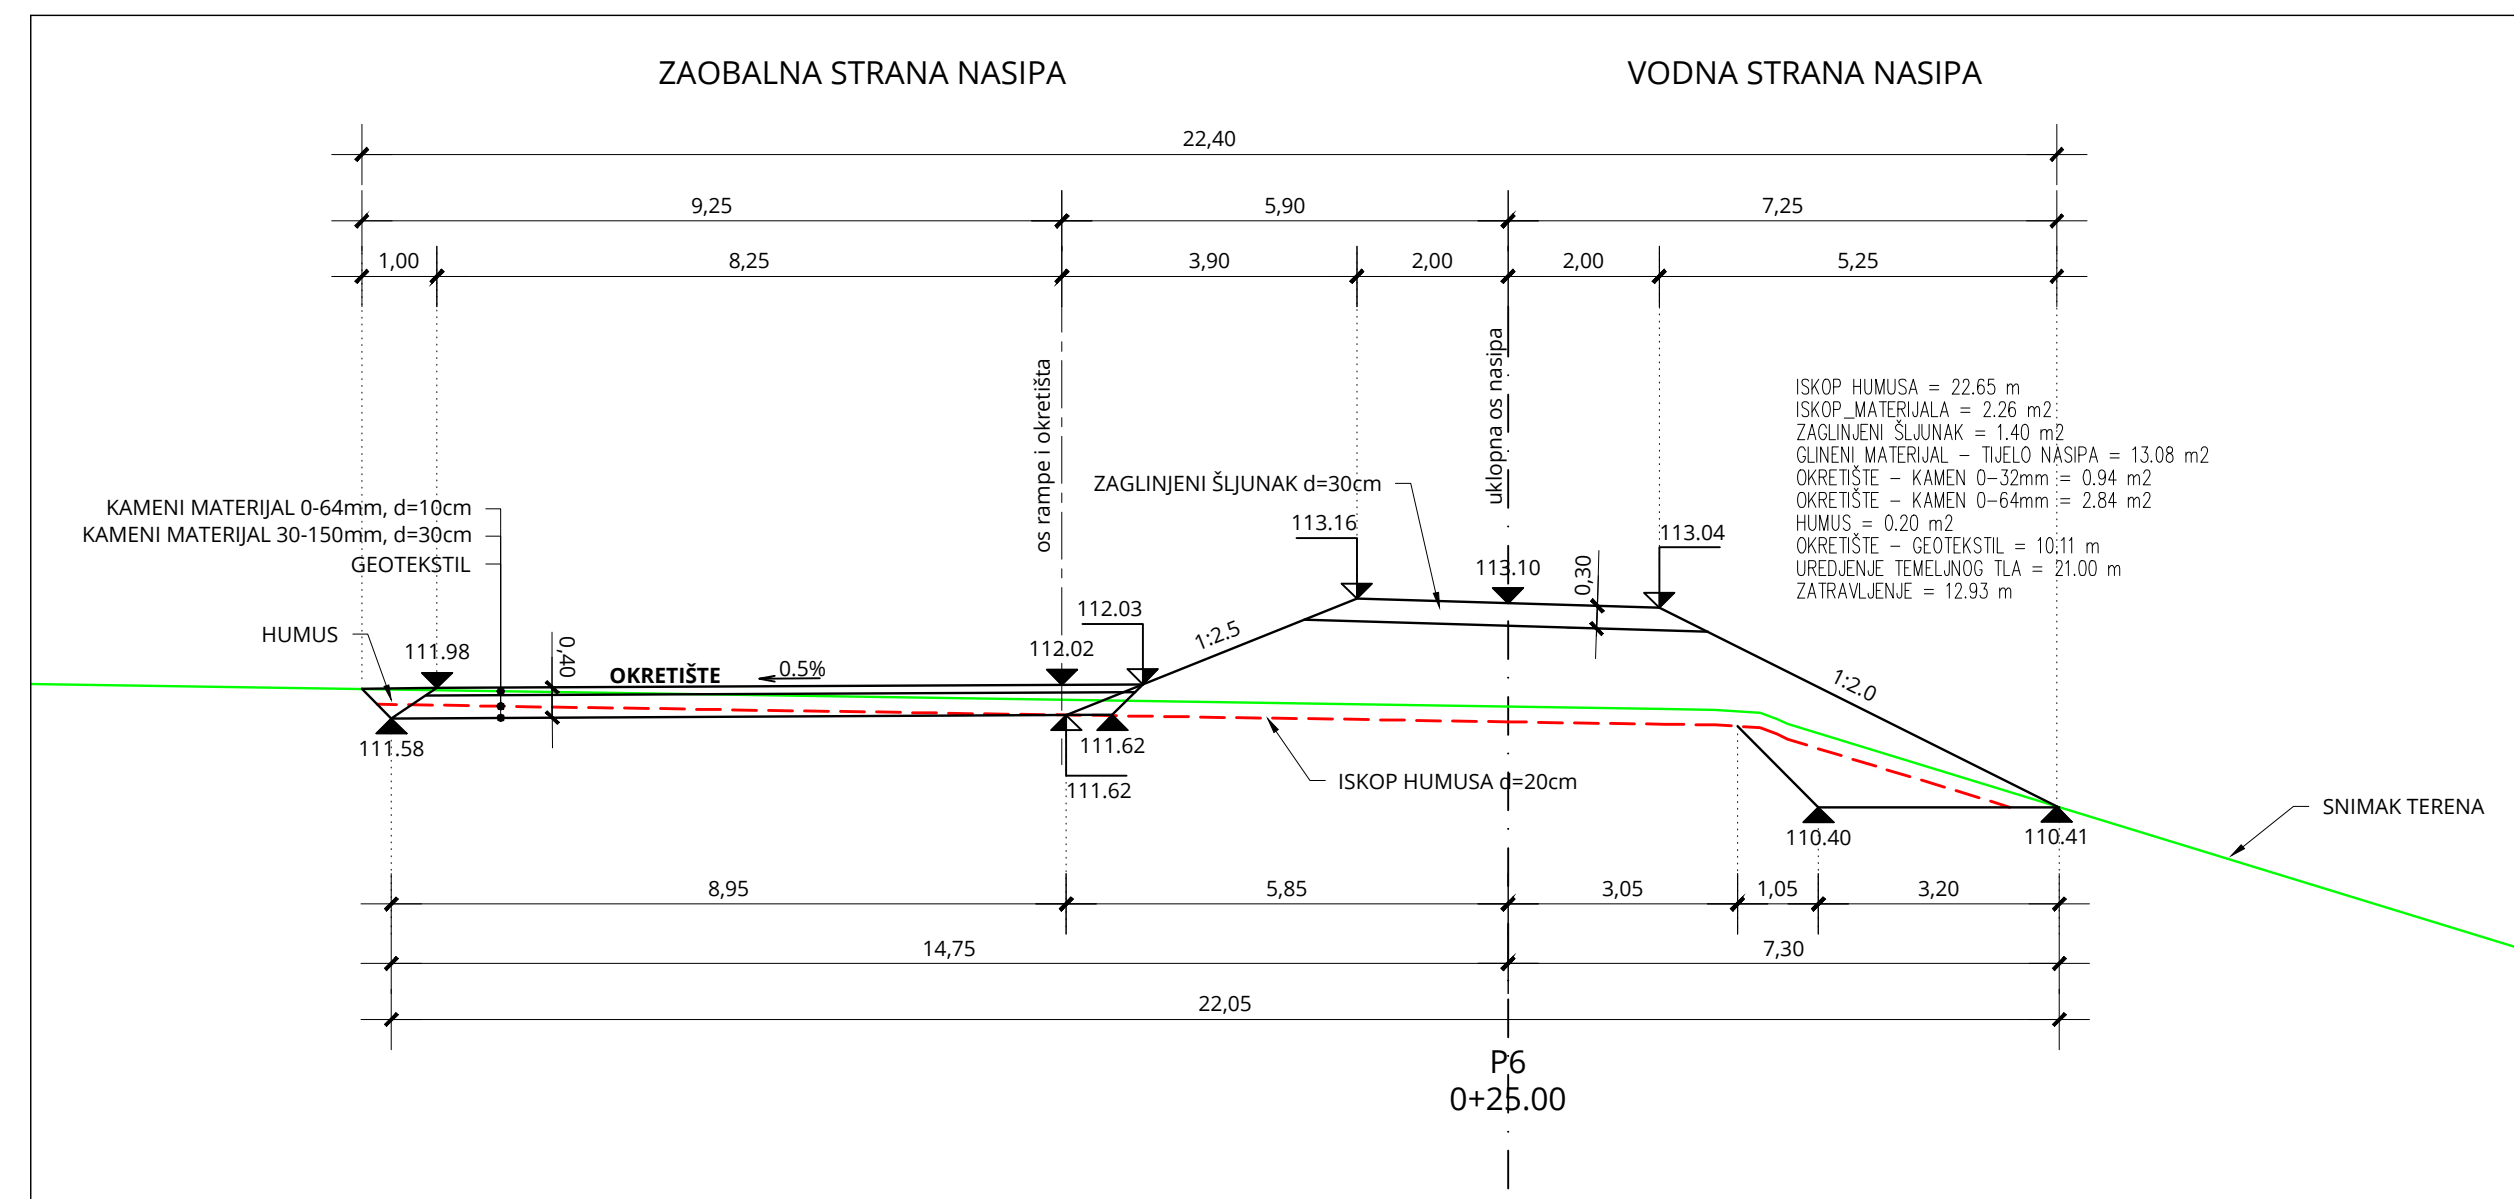 ZAOBALNA STRANA NASIPA
VODNA STRANA NASIPA
22,40
9,25
5,90
7,25
1,00
8,25
3,90
2,00
2,00
5,25
os rampe i okretišta
uklopna os nasipa
ISKOP HUMUSA = 22.65 m
ISKOP_MATERIJALA = 2.26 m2
ZAGLINJENI ŠLJUNAK = 1.40 m2
GLINENI MATERIJAL - TIJELO NASIPA = 13.08 m2
OKRETIŠTE - KAMEN 0-32mm = 0.94 m2
OKRETIŠTE - KAMEN 0-64mm = 2.84 m2
HUMUS = 0.20 m2
OKRETIŠTE - GEOTEKSTIL = 10.11 m
UREDJENJE TEMELJNOG TLA = 21.00 m
ZATRAVLJENJE = 12.93 m
ZAGLINJENI ŠLJUNAK d=30cm
KAMENI MATERIJAL 0-64mm, d=10cm
KAMENI MATERIJAL 30-150mm, d=30cm
GEOTEKSTIL
113.16
113.10
113.04
0,30
112.03
HUMUS
111.98
0,40
OKRETIŠTE
0.5%
112.02
1:2.5
1:2.0
111.58
111.62
111.62
ISKOP HUMUSA d=20cm
110.40
110.41
SNIMAK TERENA
8,95
5,85
3,05
1,05
3,20
14,75
7,30
22,05
P6
0+25.00